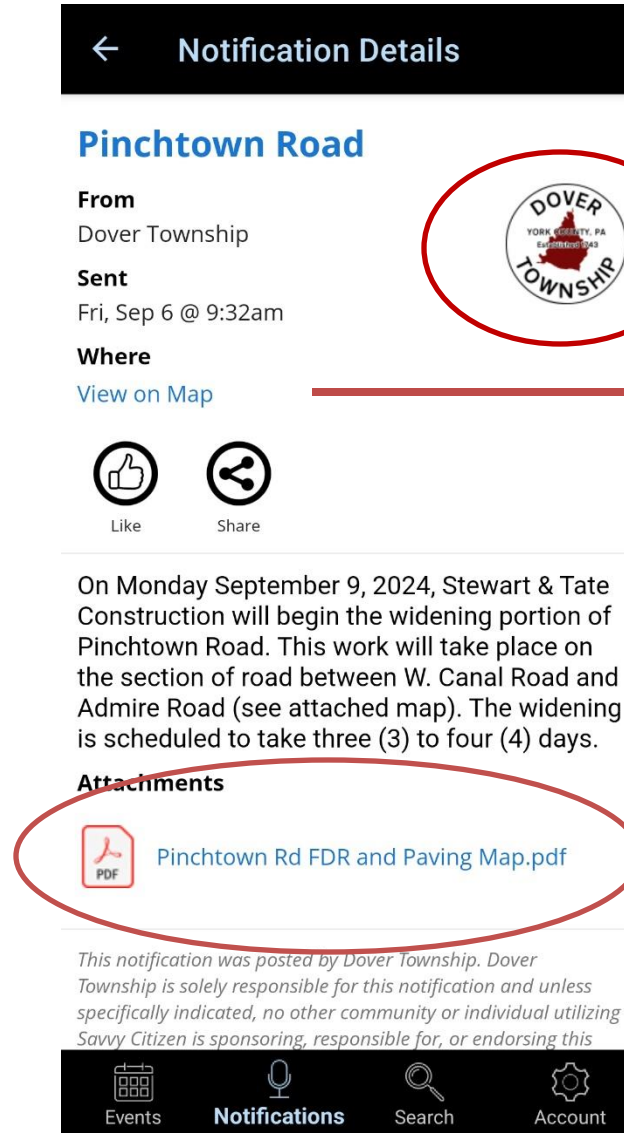 Notification Details
Pinchtown Road
From
Dover Township
DOVER
YORK COUNTY, PA
Established 1743
TOWNSHIP
Sent
Fri, Sep 6 @ 9:32am
Where
View on Map
Like
Share
On Monday September 9, 2024, Stewart & Tate
Construction will begin the widening portion of
Pinchtown Road. This work will take place on
the section of road between W. Canal Road and
Admire Road (see attached map). The widening
is scheduled to take three (3) to four (4) days.
Attachments
PDF
Pinchtown Rd FDR and Paving Map.pdf
This notification was posted by Dover Township. Dover
Township is solely responsible for this notification and unless
specifically indicated, no other community or individual utilizing
Savvy Citizen is sponsoring, responsible for, or endorsing this
Events
Notifications
Search
Account